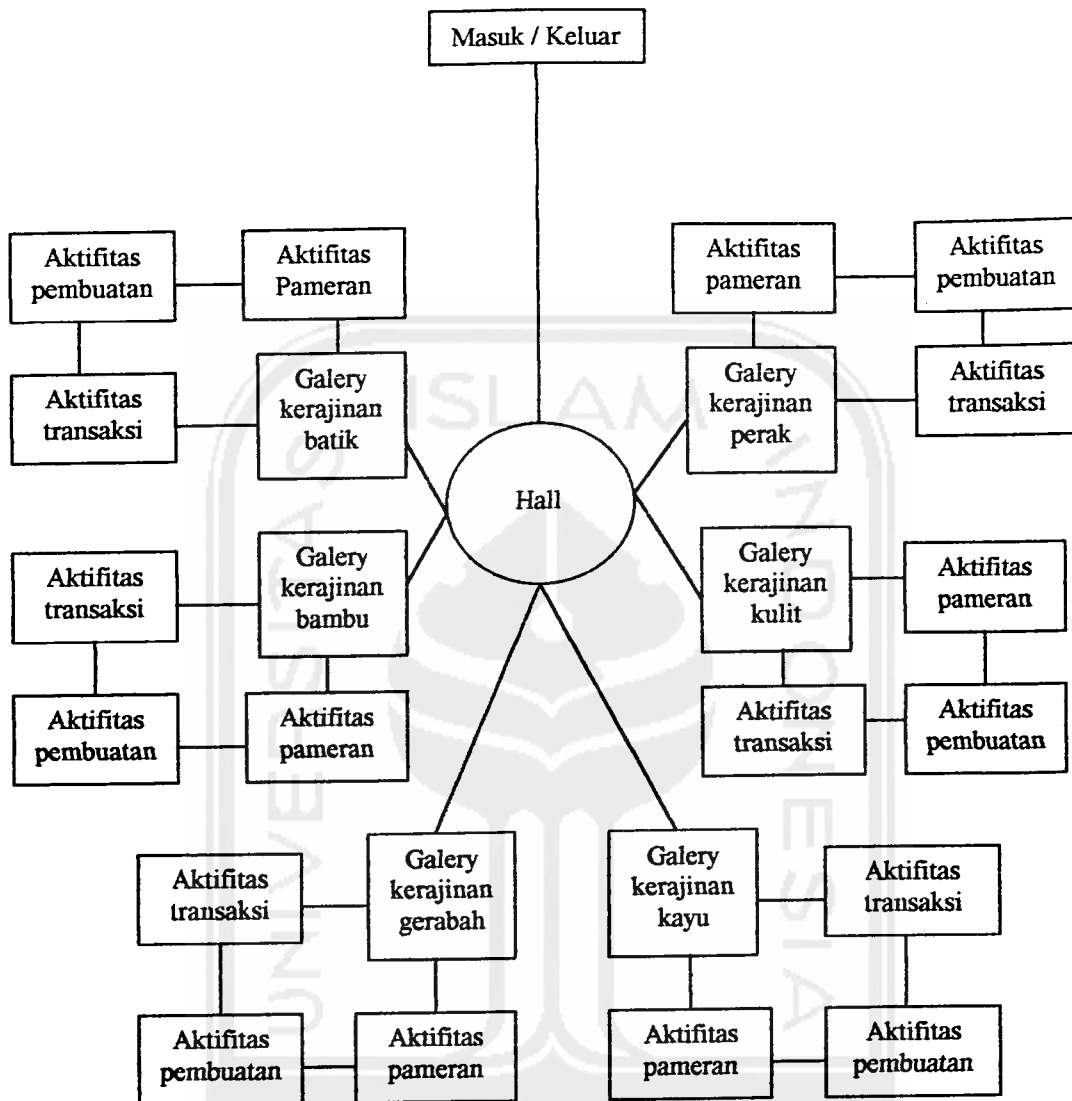 Masuk / Keluar
Aktifitas
pembuatan
Aktifitas
Pameran
Aktifitas
pameran
Aktifitas
pembuatan
Aktifitas
transaksi
Galery
kerajinan
batik
Galery
kerajinan
perak
Aktifitas
transaksi
Hall
Aktifitas
transaksi
Galery
kerajinan
bambu
Galery
kerajinan
kulit
Aktifitas
pameran
Aktifitas
pembuatan
Aktifitas
pameran
Aktifitas
transaksi
Aktifitas
pembuatan
Aktifitas
transaksi
Galery
kerajinan
gerabah
Galery
kerajinan
kayu
Aktifitas
transaksi
Aktifitas
pembuatan
Aktifitas
pameran
Aktifitas
pameran
Aktifitas
pembuatan
UNIVERSITAS
ISLAM
INDONESIA